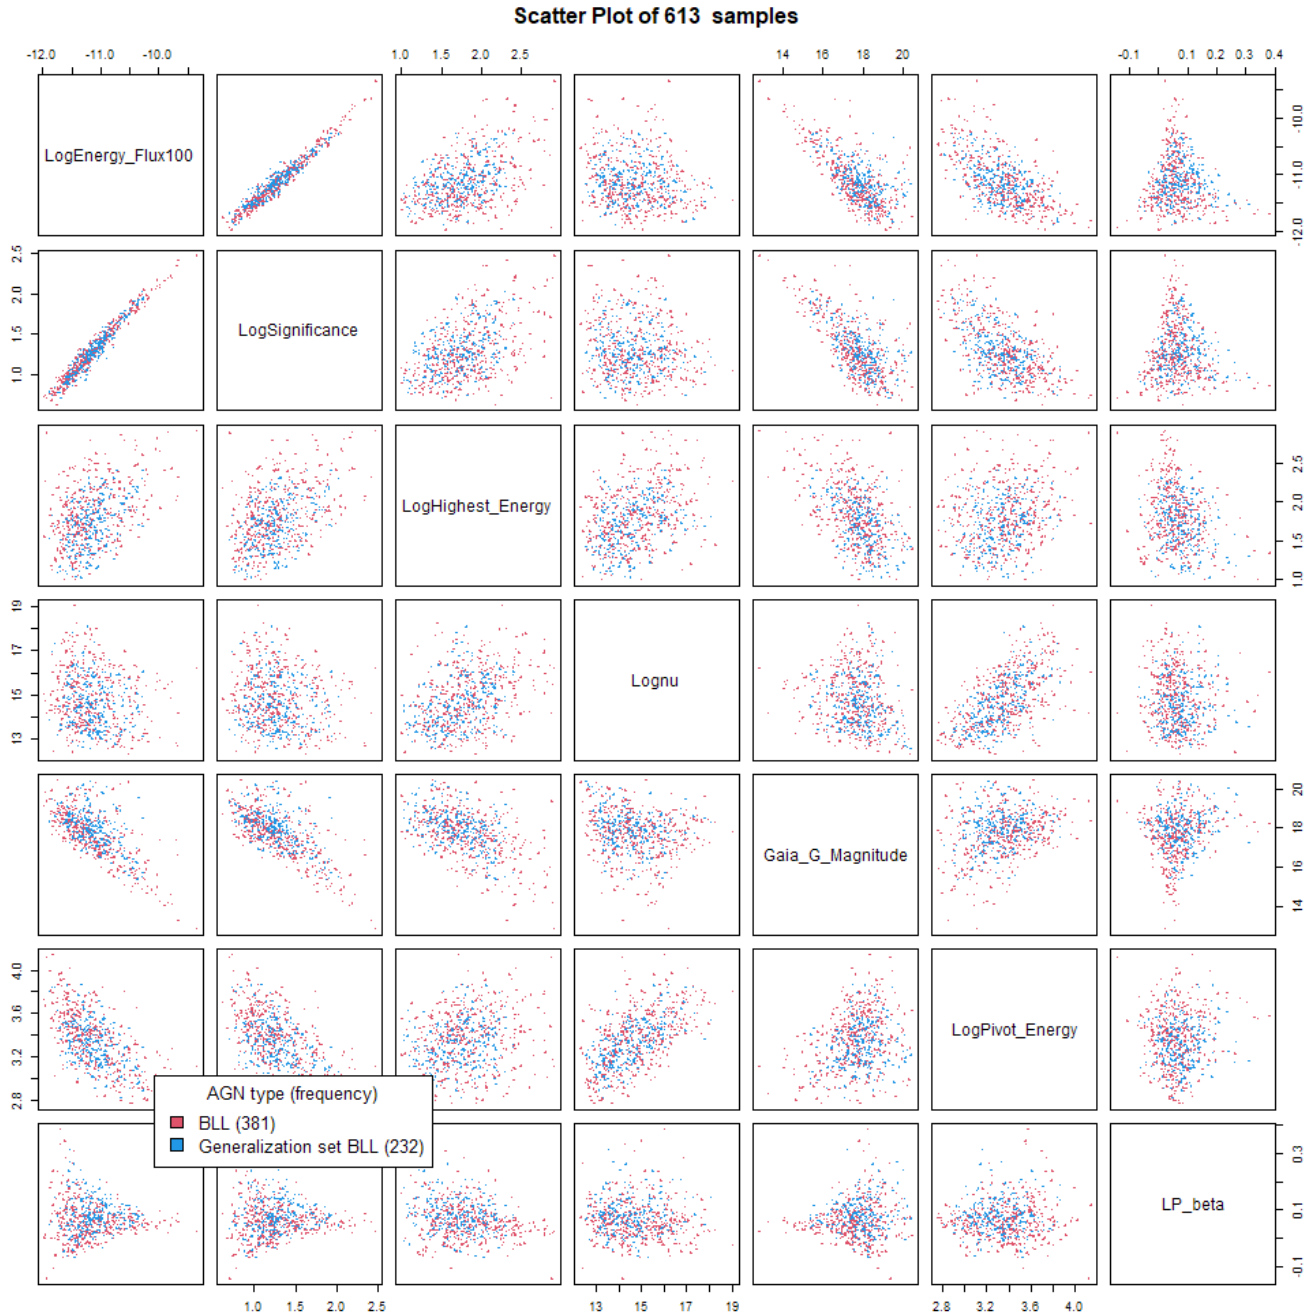 Scatter Plot of 613 samples
-12.0 -11.0 -10.0
1.0 1.5 2.0 2.5
14 16 18 20
-0.1 0.1 0.3 0.4
LogEnergy_Flux100
-12.0 -11.0 -10.0
1.0 1.5 2.0 2.5
LogSignificance
LogHighest_Energy
1.0 1.5 2.0 2.5
13 15 17 19
Lognu
Gaia_G_Magnitude
14 16 18 20
2.8 3.2 3.6 4.0
LogPivot_Energy
AGN type (frequency)
BLL (381)
Generalization set BLL (232)
LP_beta
-0.1 0.1 0.3
1.0 1.5 2.0 2.5
13 15 17 19
2.8 3.2 3.6 4.0